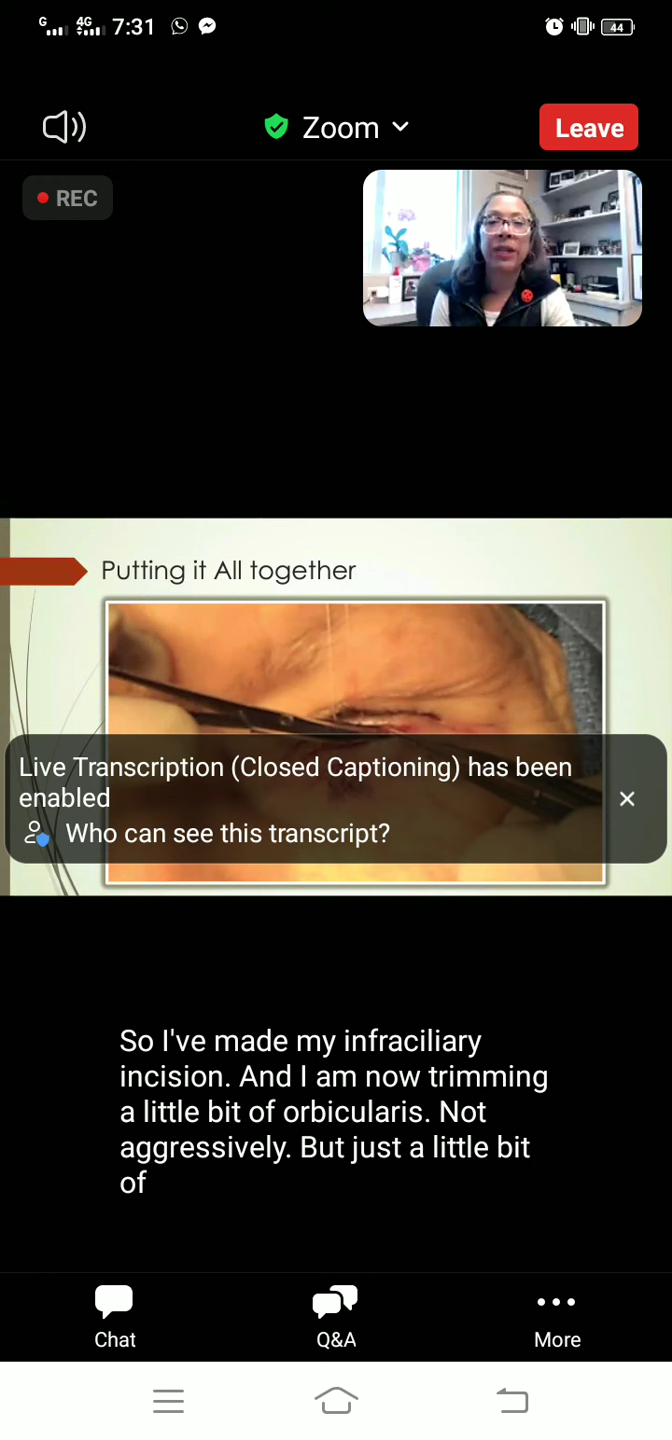 G 4G 7:31 44
Zoom Leave
REC
Putting it All together
Live Transcription (Closed Captioning) has been
enabled
Who can see this transcript?
So I've made my infraciliary
incision. And I am now trimming
a little bit of orbicularis. Not
aggressively. But just a little bit
of
Chat Q&A More